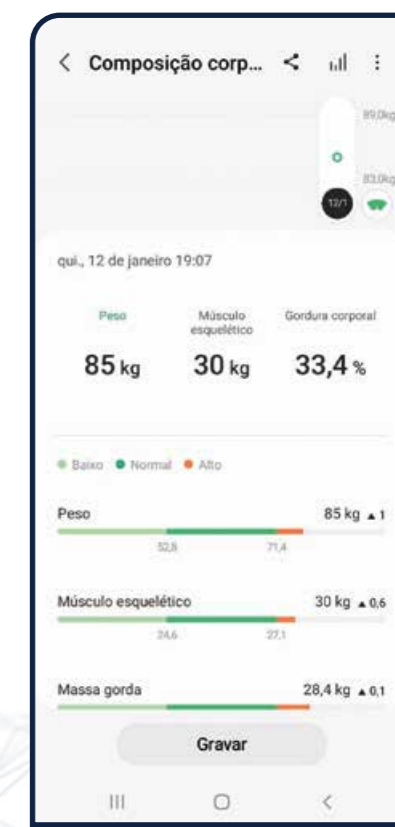 Composição corp...
89,0kg
83,0kg
12/1
qui., 12 de janeiro 19:07
Peso
Músculo esquelético
Gordura corporal
85 kg
30 kg
33,4 %
Baixo Normal Alto
Peso 85 kg ▲ 1
52,8 71,4
Músculo esquelético 30 kg ▲ 0,6
24,6 27,1
Massa gorda 28,4 kg ▲ 0,1
Gravar